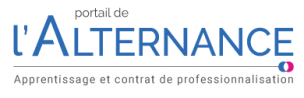 portail de
l'ALTERNANCE
Apprentissage et contrat de professionnalisation